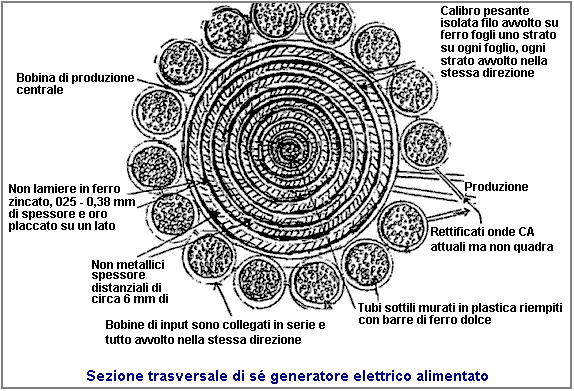 Calibro pesante
isolata filo avvolto su
ferro fogli uno strato
su ogni foglio, ogni
strato avvolto nella
stessa direzione
Bobina di produzione
centrale
Non lamiere in ferro
zincato, 025 - 0,38 mm
di spessore e oro
placcato su un lato
Produzione
Rettificati onde CA
attuali ma non quadra
Non metallici
spessore
distanziali di
circa 6 mm di
Tubi sottili murati in plastica riempiti
con barre di ferro dolce
Bobine di input sono collegati in serie e
tutto avvolto nella stessa direzione
Sezione trasversale di sé generatore elettrico alimentato